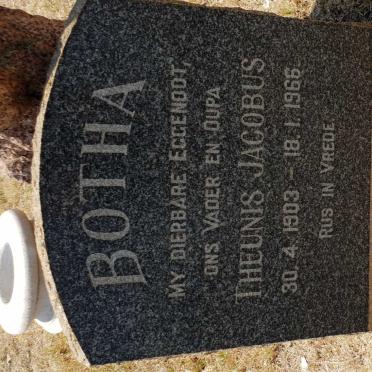 BOTHA
MY DIERBARE EGGENOOT,
ONS VADER EN OUPA
THEUNIS JACOBUS
30. 4. 1903 – 18. 1. 1966
RUS IN VREDE